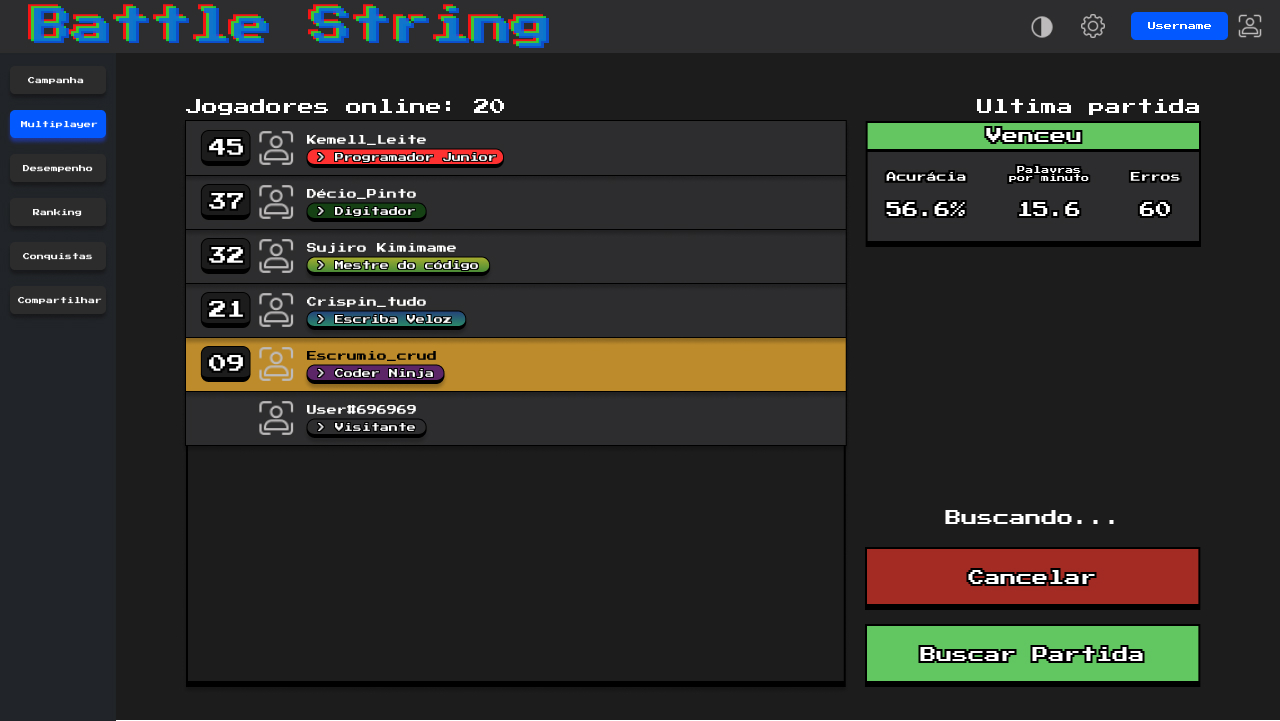 Battle String
Username
Campanha
Multiplayer
Desempenho
Ranking
Conquistas
Compartilhar
Jogadores online: 20
45
Kemell_Leite
> Programador Junior
37
Décio_Pinto
> Digitador
32
Sujiro Kimimame
> Mestre do código
21
Crispin_tudo
> Escriba Veloz
09
Escrumio_crud
> Coder Ninja
User#696969
> Visitante
Ultima partida
Venceu
Acurácia
Palavras
por minuto
Erros
56.6%
15.6
60
Buscando...
Cancelar
Buscar Partida